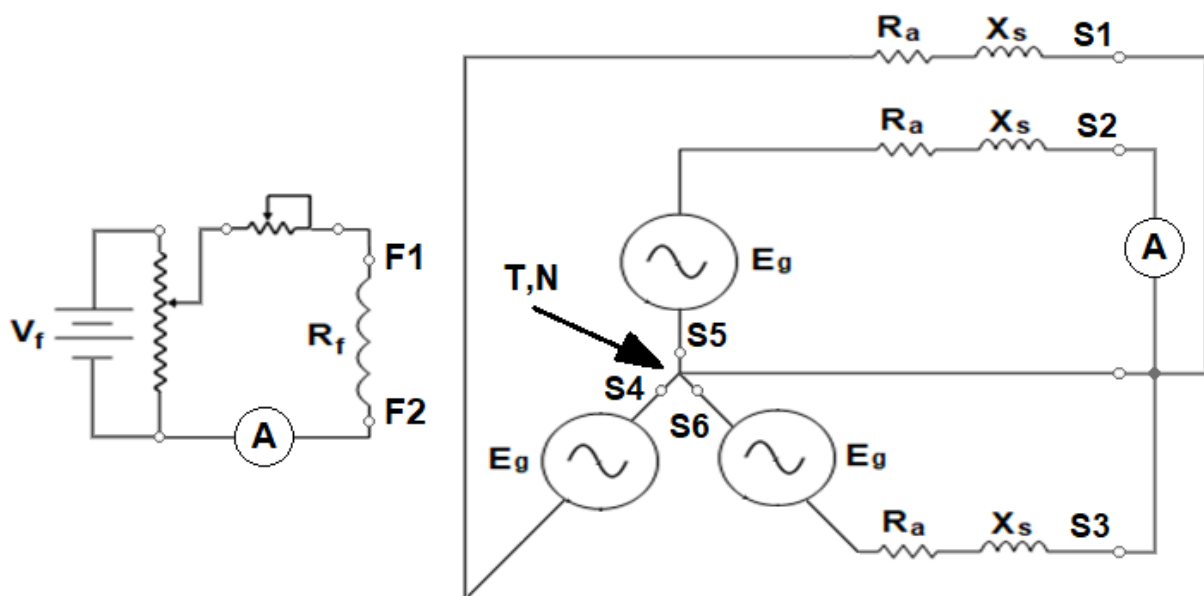 Ra Xs S1
Ra Xs S2
F1
Eg
A
T,N
Vf
Rf
S5
S4
F2
S6
A
Eg
Eg
Ra Xs S3